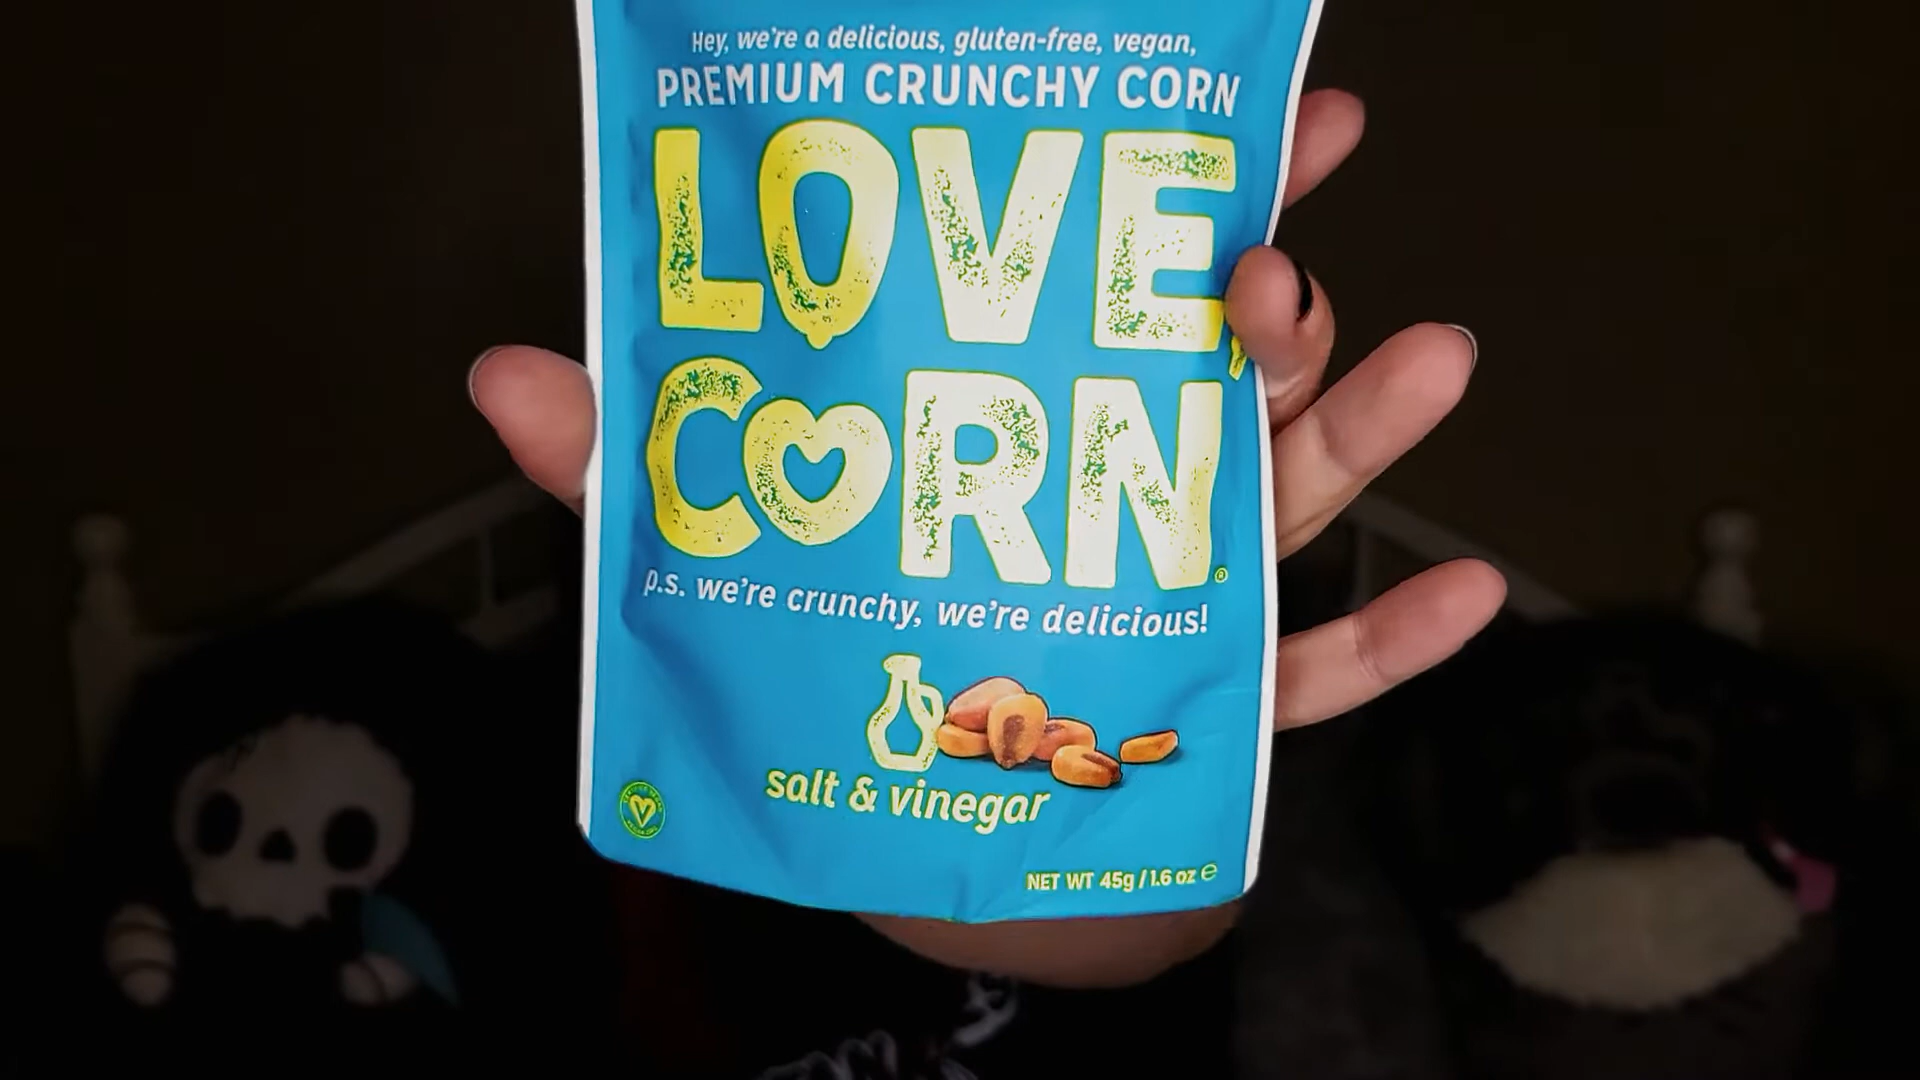 Hey, we're a delicious, gluten-free, vegan,
PREMIUM CRUNCHY CORN
LOVE,
CORN®
p.s. we're crunchy, we're delicious!
salt & vinegar
NET WT 45g / 1.6 oz ℮